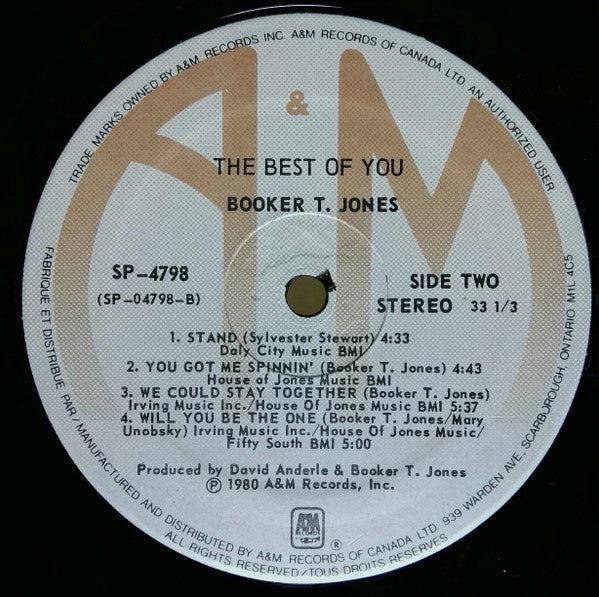 TRADE MARKS OWNED BY A&M RECORDS INC. A&M RECORDS OF CANADA LTD AN AUTHORIZED USER
&
THE BEST OF YOU
BOOKER T. JONES
SP-4798
(SP-04798-B)
SIDE TWO
STEREO 33 1/3
1. STAND (Sylvester Stewart) 4:33
Daly City Music BMI
2. YOU GOT ME SPINNIN' (Booker T. Jones) 4:43
House of Jones Music BMI
3. WE COULD STAY TOGETHER (Booker T. Jones)
Irving Music Inc./House Of Jones Music BMI 5:37
4. WILL YOU BE THE ONE (Booker T. Jones/Mary
Unobsky) Irving Music Inc./House Of Jones Music/
Fifty South BMI 5:00
Produced by David Anderle & Booker T. Jones
℗ 1980 A&M Records, Inc.
A&M
RECORDS
®
FABRIQUE ET DISTRIBUE PAR/MANUFACTURED AND DISTRIBUTED BY A&M RECORDS OF CANADA LTD. 939 WARDEN AVE. SCARBOROUGH, ONTARIO M1L 4C5
ALL RIGHTS RESERVED/TOUS DROITS RESERVES